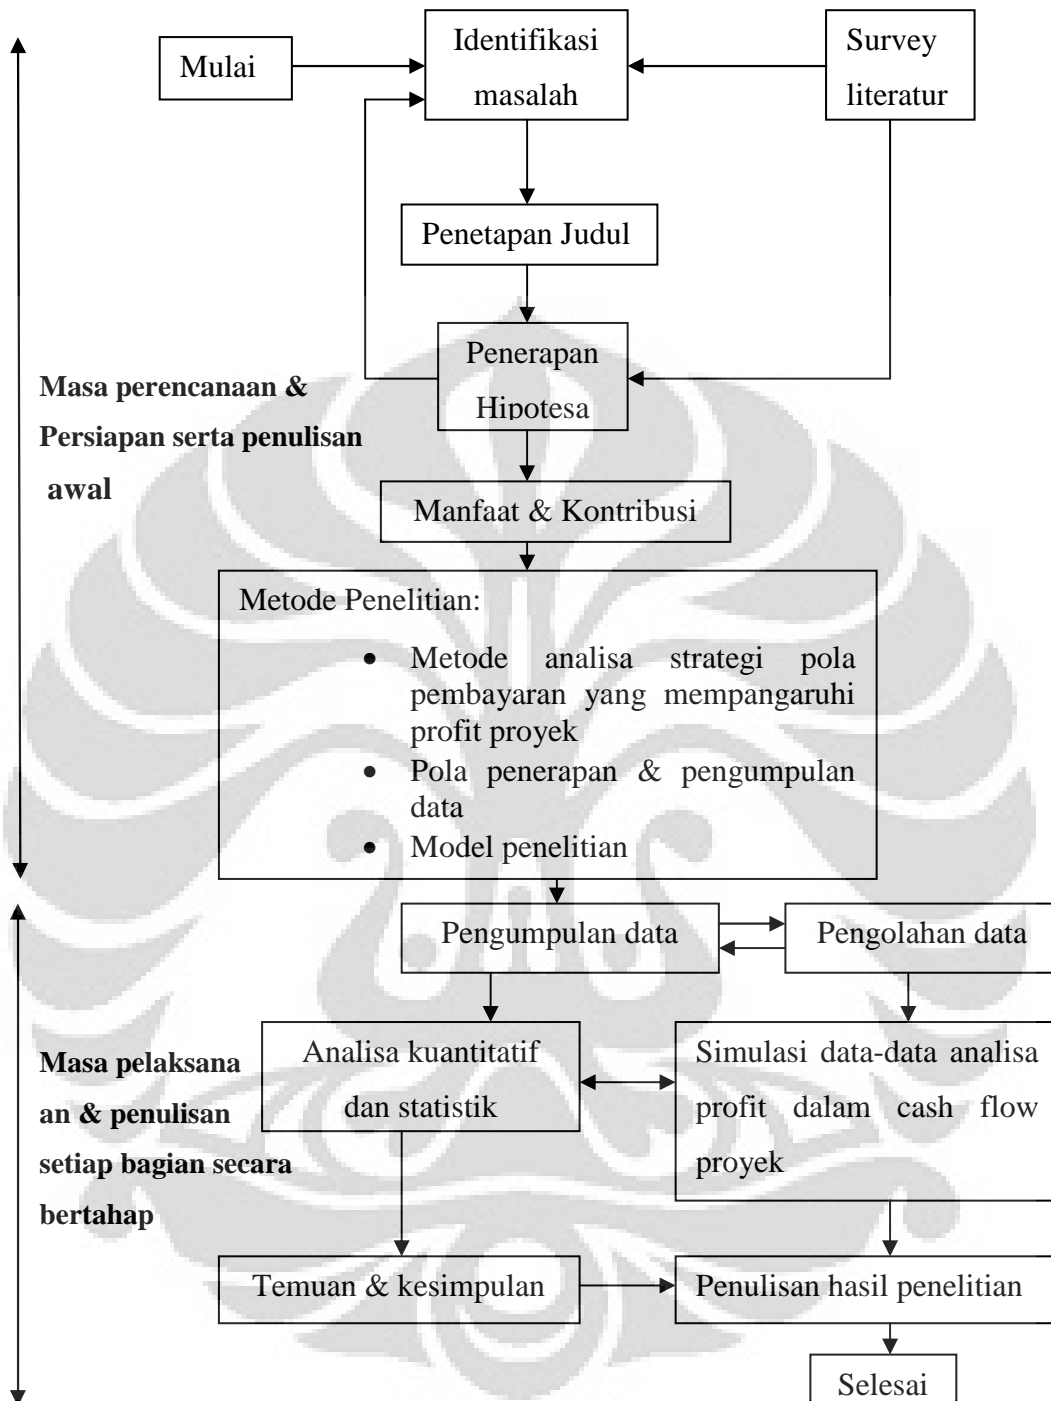 Mulai
Identifikasi
masalah
Survey
literatur
Penetapan Judul
Penerapan
Hipotesa
Masa perencanaan &
Persiapan serta penulisan
awal
Manfaat & Kontribusi
Metode Penelitian:
• Metode analisa strategi pola
pembayaran yang mempangaruhi
profit proyek
• Pola penerapan & pengumpulan
data
• Model penelitian
Pengumpulan data
Pengolahan data
Masa pelaksana
an & penulisan
setiap bagian secara
bertahap
Analisa kuantitatif
dan statistik
Simulasi data-data analisa
profit dalam cash flow
proyek
Temuan & kesimpulan
Penulisan hasil penelitian
Selesai